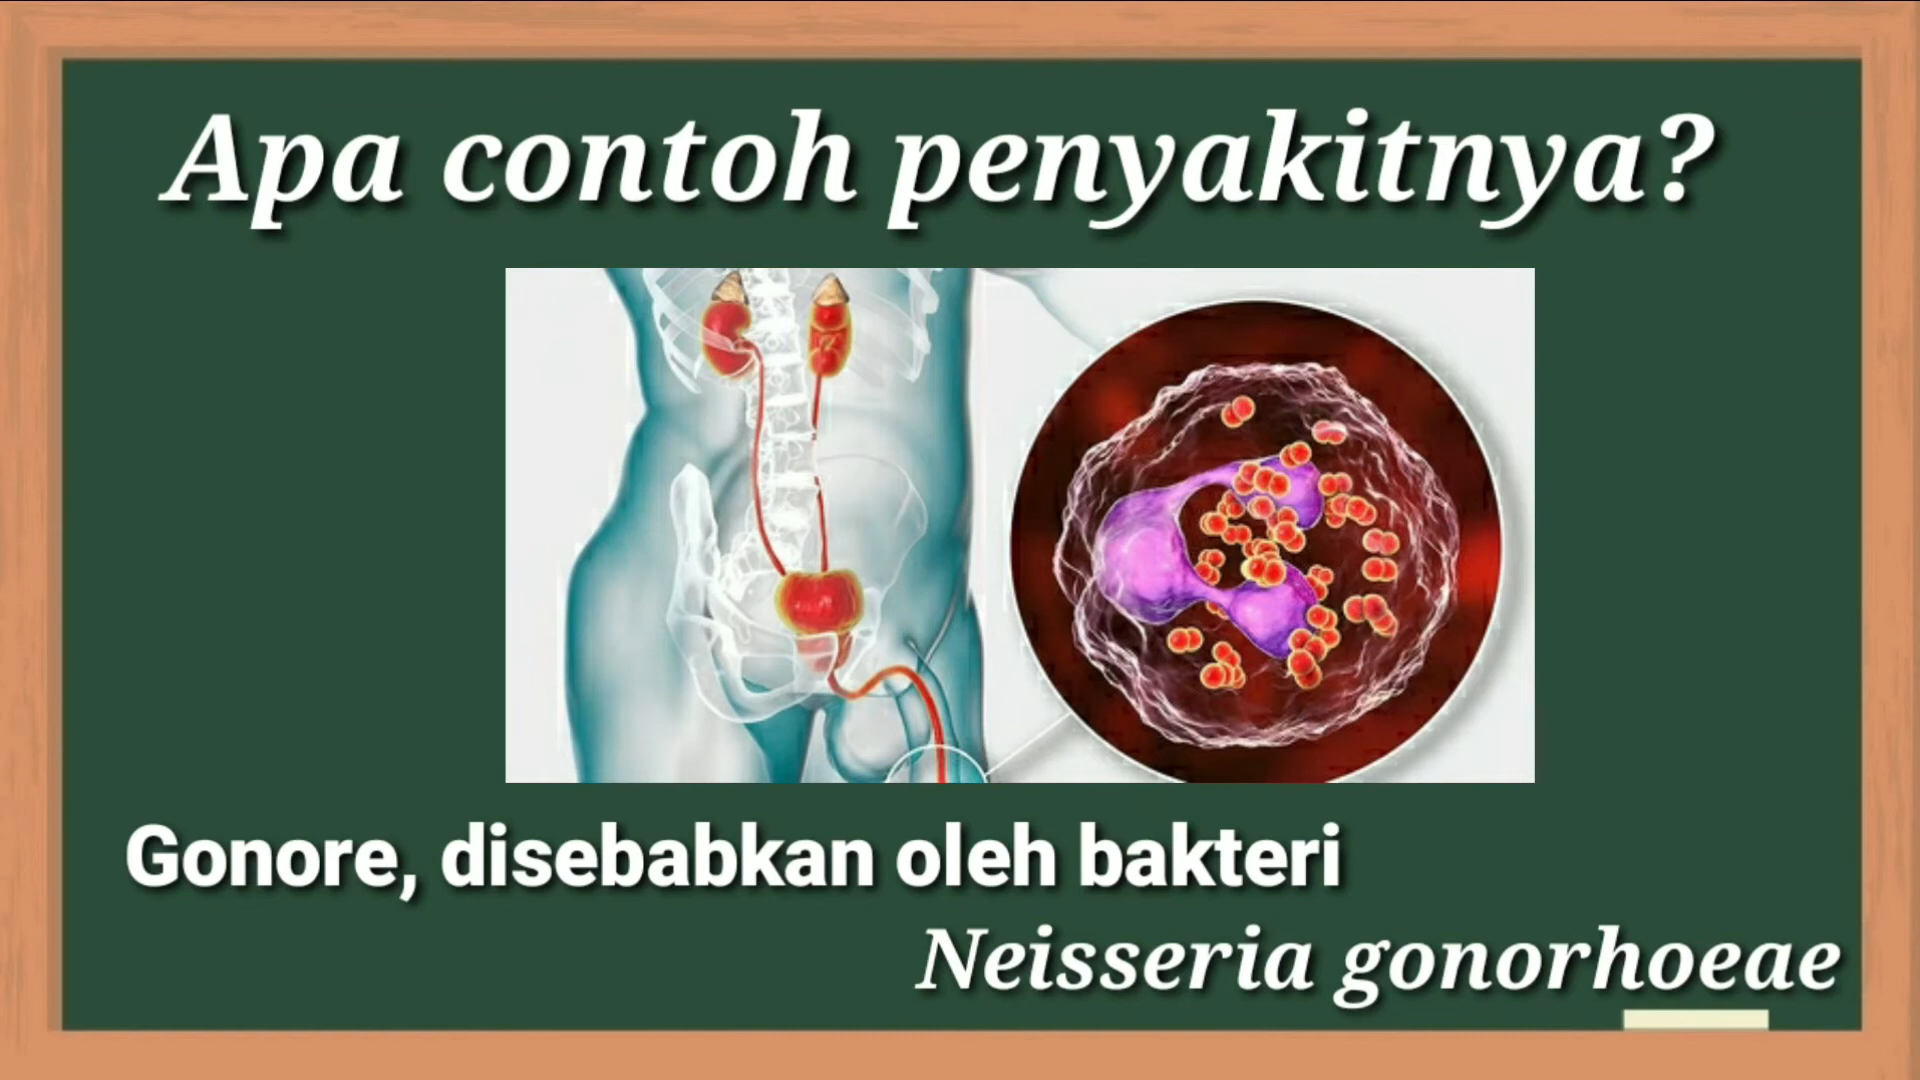 Apa contoh penyakitnya?
Gonore, disebabkan oleh bakteri
Neisseria gonorhoeae